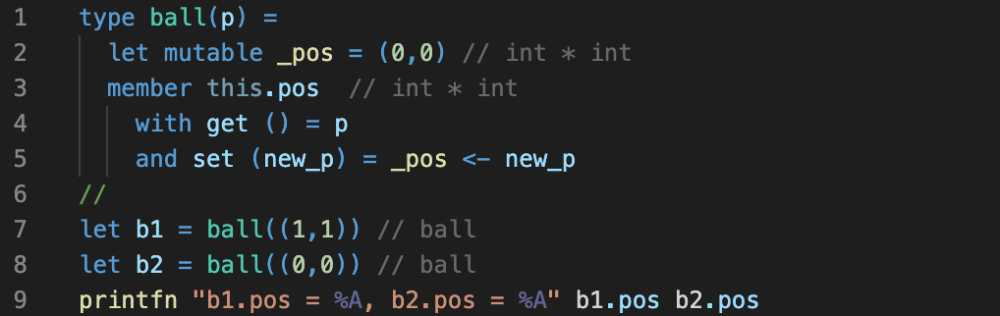 1 type ball(p) =
2 let mutable _pos = (0,0) // int * int
3 member this.pos // int * int
4 with get () = p
5 and set (new_p) = _pos <- new_p
6 //
7 let b1 = ball((1,1)) // ball
8 let b2 = ball((0,0)) // ball
9 printfn "b1.pos = %A, b2.pos = %A" b1.pos b2.pos